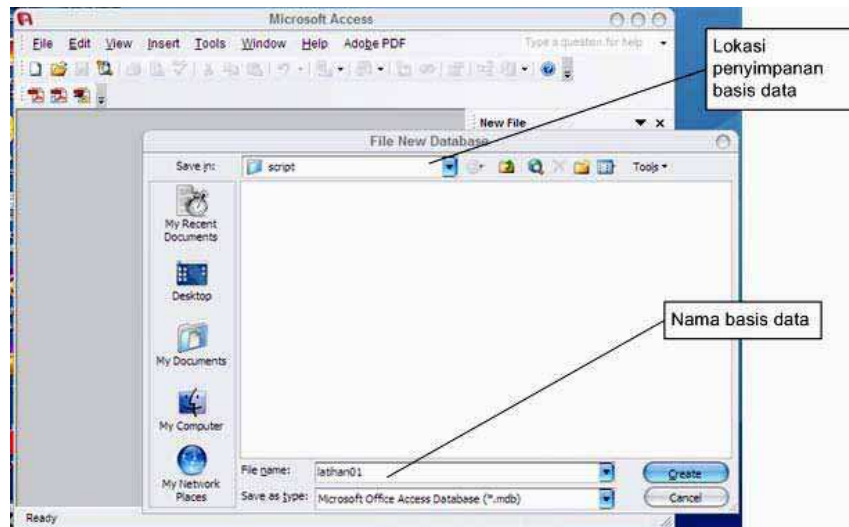 Microsoft Access
File Edit View Insert Tools Window Help Adobe PDF
Type a question for help
Lokasi
penyimpanan
basis data
New File
File New Database
Save in:
script
Tools
My Recent
Documents
Desktop
My Documents
My Computer
My Network
Places
Nama basis data
File name:
latihan01
Create
Save as type:
Microsoft Office Access Database (*.mdb)
Cancel
Ready